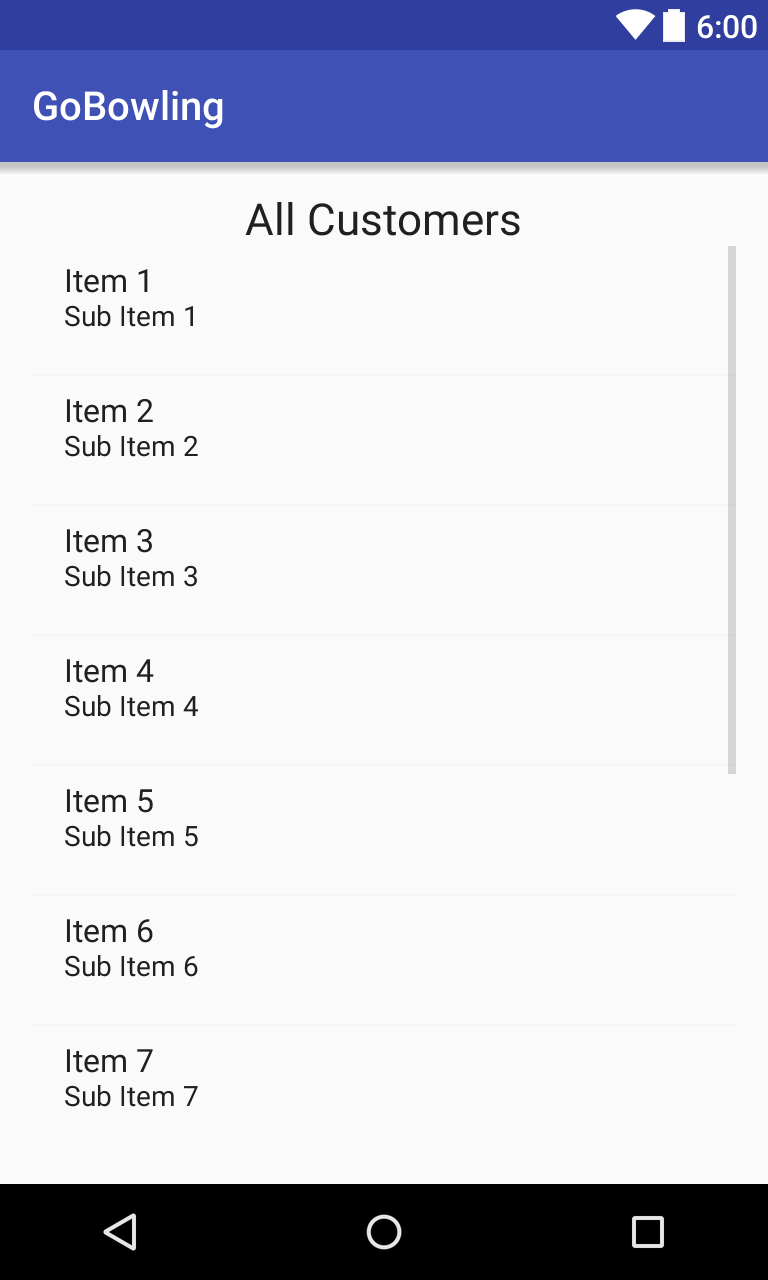 6:00
GoBowling
All Customers
Item 1
Sub Item 1
Item 2
Sub Item 2
Item 3
Sub Item 3
Item 4
Sub Item 4
Item 5
Sub Item 5
Item 6
Sub Item 6
Item 7
Sub Item 7